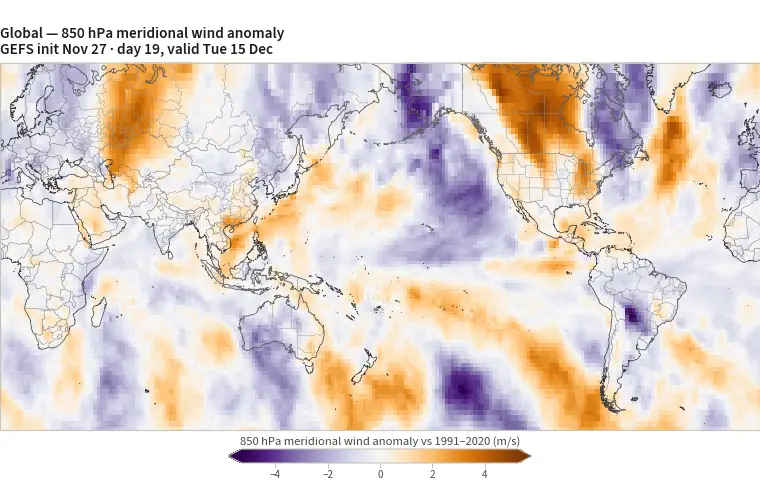 Global — 850 hPa meridional wind anomaly
GEFS init Nov 27 · day 19, valid Tue 15 Dec
850 hPa meridional wind anomaly vs 1991–2020 (m/s)
−4 −2 0 2 4